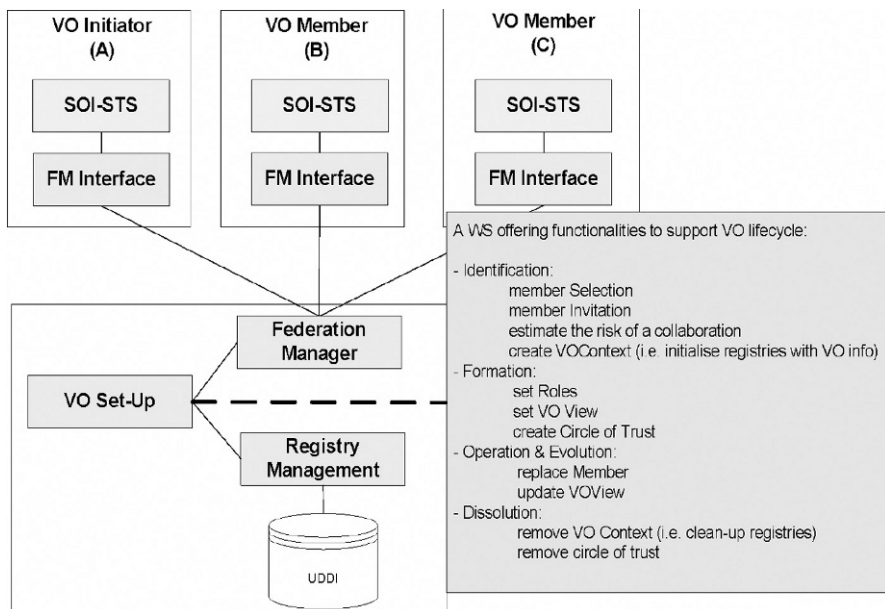 VO Initiator
(A)
VO Member
(B)
VO Member
(C)
SOI-STS
SOI-STS
SOI-STS
FM Interface
FM Interface
FM Interface
A WS offering functionalities to support VO lifecycle:
- Identification:
member Selection
member Invitation
estimate the risk of a collaboration
create VOContext (i.e. initialise registries with VO info)
- Formation:
set Roles
set VO View
create Circle of Trust
- Operation & Evolution:
replace Member
update VOView
- Dissolution:
remove VO Context (i.e. clean-up registries)
remove circle of trust
Federation
Manager
VO Set-Up
Registry
Management
UDDI